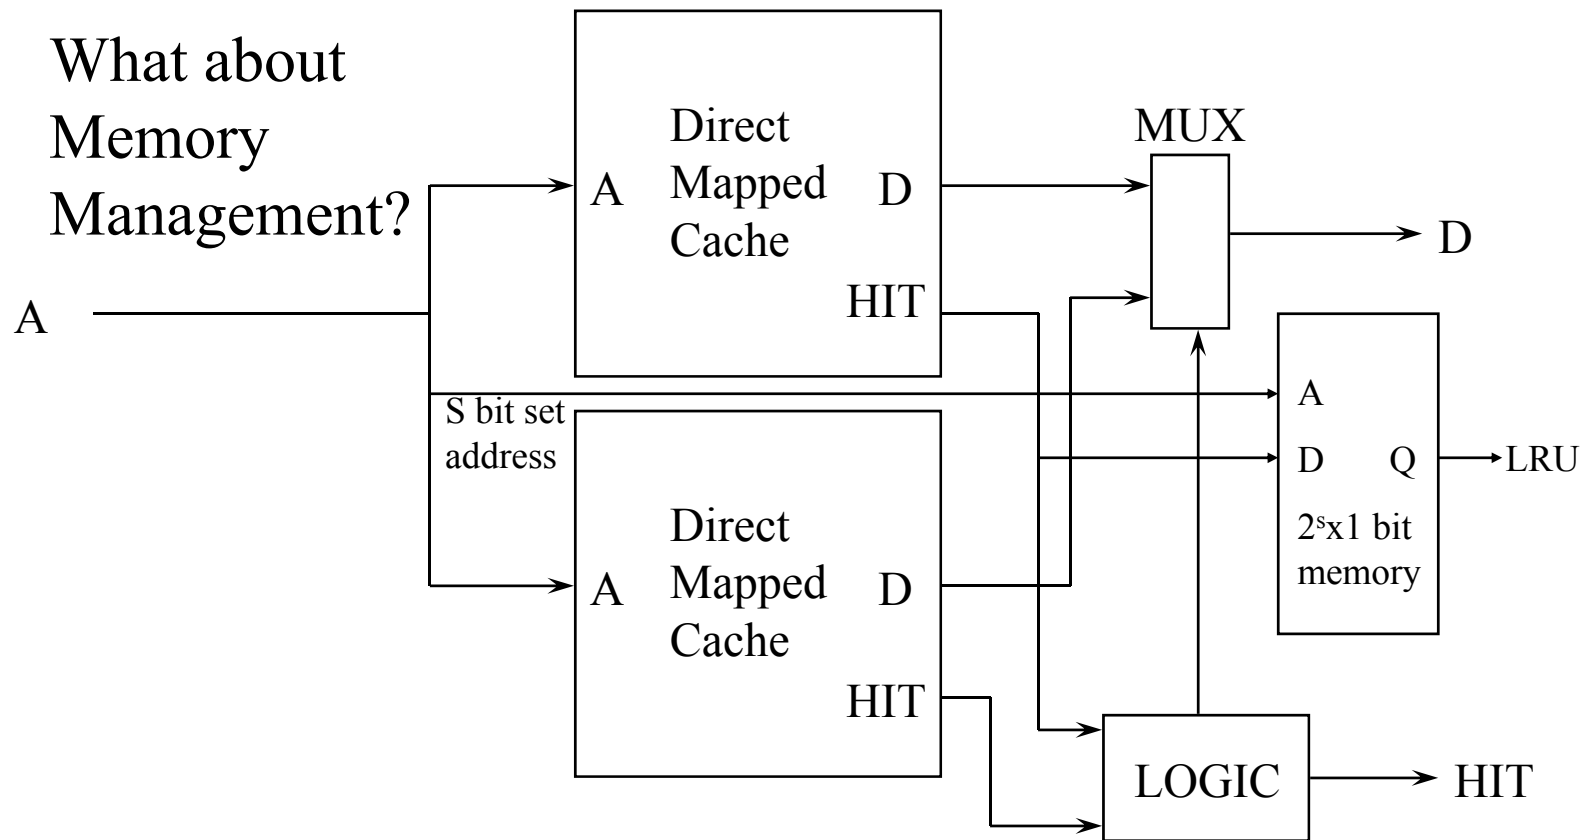 What about
Memory
Management?
A
Direct
Mapped
Cache
A
D
HIT
MUX
D
S bit set
address
A
D
Q
2ˢx1 bit
memory
LRU
Direct
Mapped
Cache
A
D
HIT
LOGIC
HIT